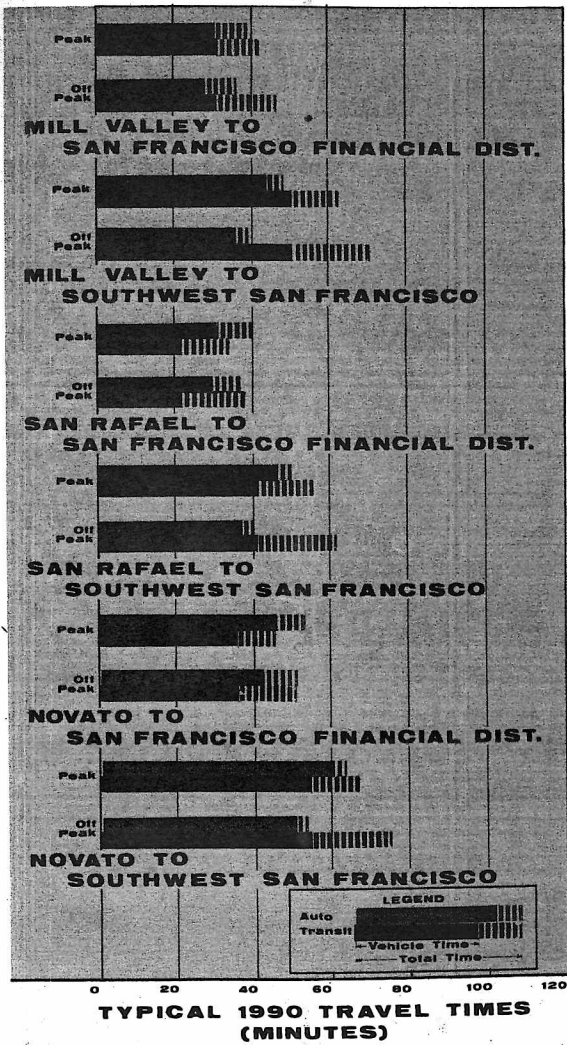 Peak
Off
Peak
MILL VALLEY TO
SAN FRANCISCO FINANCIAL DIST.
Peak
Off
Peak
MILL VALLEY TO
SOUTHWEST SAN FRANCISCO
Peak
Off
Peak
SAN RAFAEL TO
SAN FRANCISCO FINANCIAL DIST.
Peak
Off
Peak
SAN RAFAEL TO
SOUTHWEST SAN FRANCISCO
Peak
Off
Peak
NOVATO TO
SAN FRANCISCO FINANCIAL DIST.
Peak
Off
Peak
NOVATO TO
SOUTHWEST SAN FRANCISCO
LEGEND
Auto
Transit
Vehicle Time
Total Time
0 20 40 60 80 100 120
TYPICAL 1990 TRAVEL TIMES
(MINUTES)